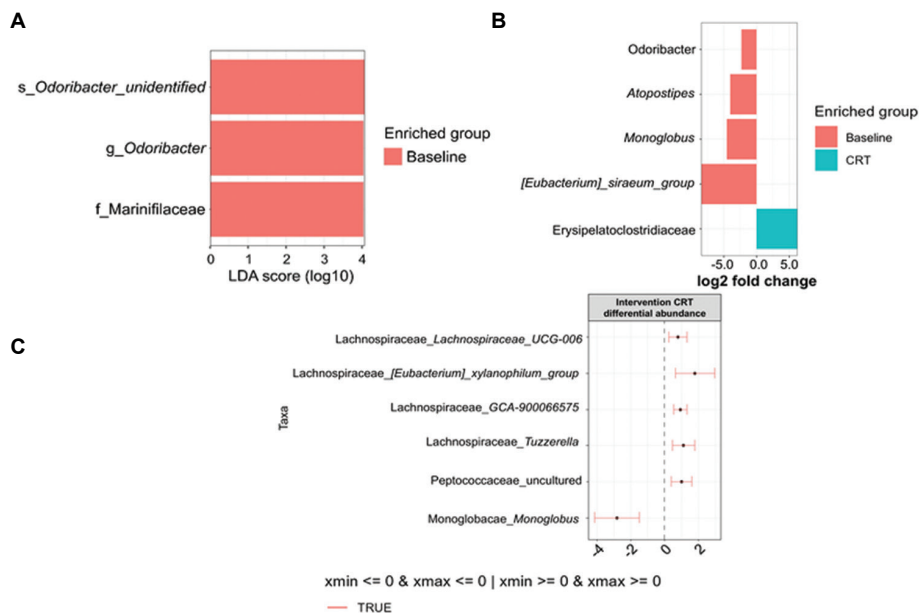 A
s_Odoribacter_unidentified
g_Odoribacter
f_Marinifilaceae
0 1 2 3 4
LDA score (log10)
Enriched group
Baseline
B
Odoribacter
Atopostipes
Monoglobus
[Eubacterium]_siraeum_group
Erysipelatoclostridiaceae
-5.0 0.0 5.0
log2 fold change
Enriched group
Baseline
CRT
C
Intervention CRT
differential abundance
Taxa
Lachnospiraceae_Lachnospiraceae_UCG-006
Lachnospiraceae_[Eubacterium]_xylanophilum_group
Lachnospiraceae_GCA-900066575
Lachnospiraceae_Tuzzerella
Peptococcaceae_uncultured
Monoglobacae_Monoglobus
-4 -2 0 2
xmin <= 0 & xmax <= 0 | xmin >= 0 & xmax >= 0
TRUE